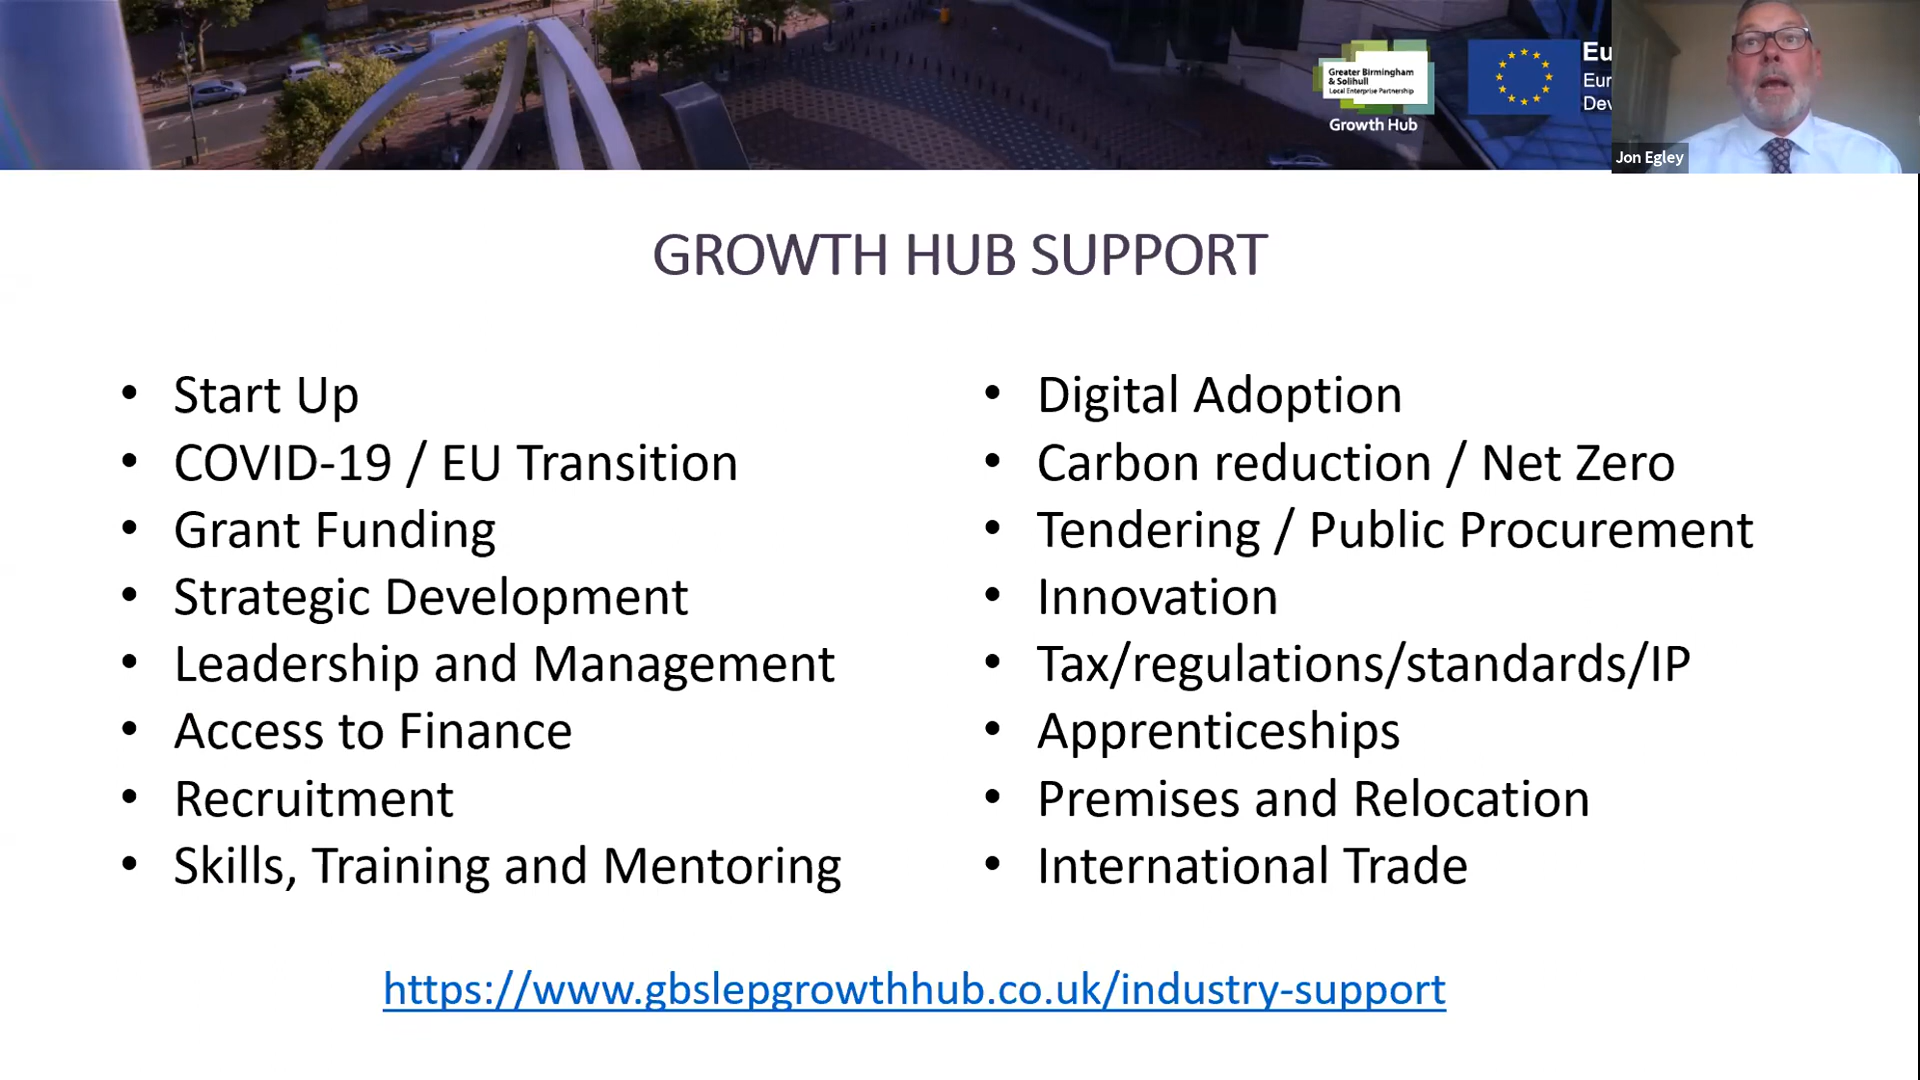 Greater Birmingham
& Solihull
Local Enterprise Partnership
Growth Hub
Jon Egley
GROWTH HUB SUPPORT
• Start Up
• COVID-19 / EU Transition
• Grant Funding
• Strategic Development
• Leadership and Management
• Access to Finance
• Recruitment
• Skills, Training and Mentoring
• Digital Adoption
• Carbon reduction / Net Zero
• Tendering / Public Procurement
• Innovation
• Tax/regulations/standards/IP
• Apprenticeships
• Premises and Relocation
• International Trade
https://www.gbslepgrowthhub.co.uk/industry-support